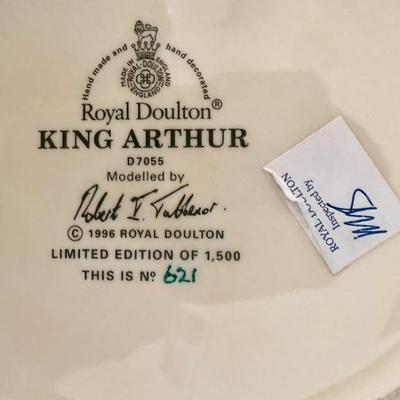 Hand made and hand decorated
MADE IN ENGLAND
ROYAL DOULTON
ENGLAND
Royal Doulton®
KING ARTHUR
D7055
Modelled by
Robert I. Tabbenor.
© 1996 ROYAL DOULTON
LIMITED EDITION OF 1,500
THIS IS Nº 621
ROYAL DOULTON
Inspected by